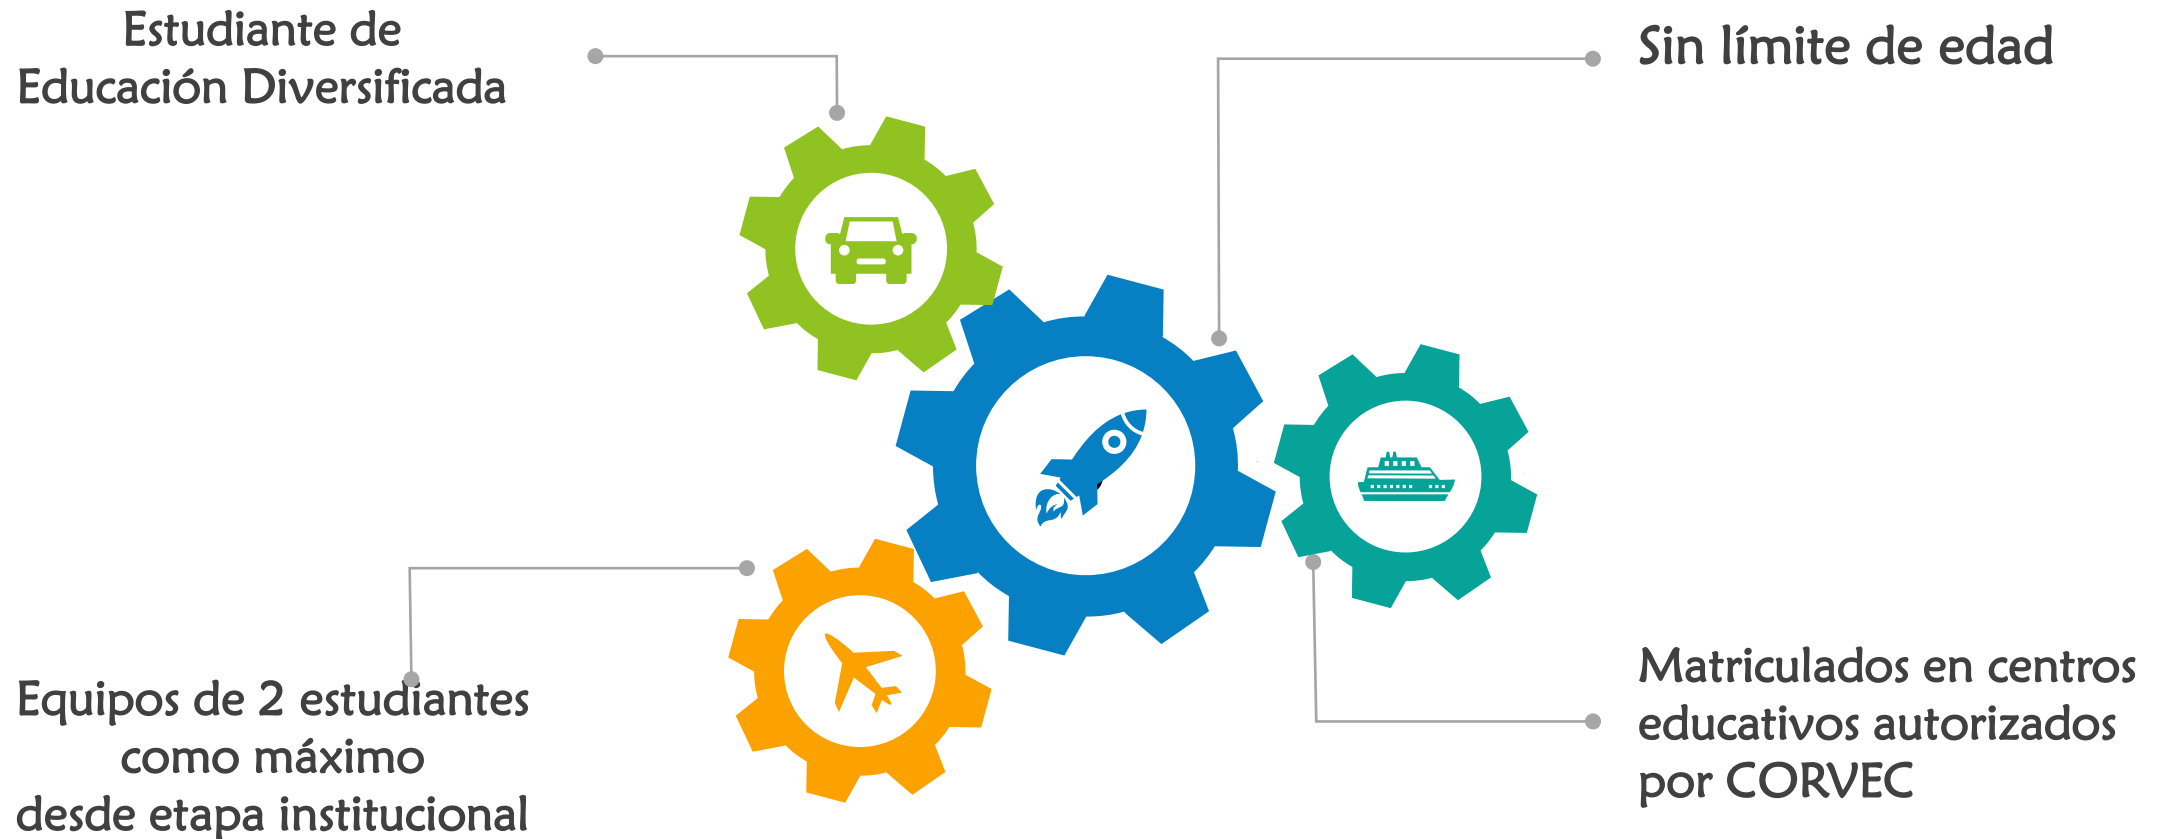 Estudiante de
Educación Diversificada
Sin límite de edad
Equipos de 2 estudiantes
como máximo
desde etapa institucional
Matriculados en centros
educativos autorizados
por CORVEC